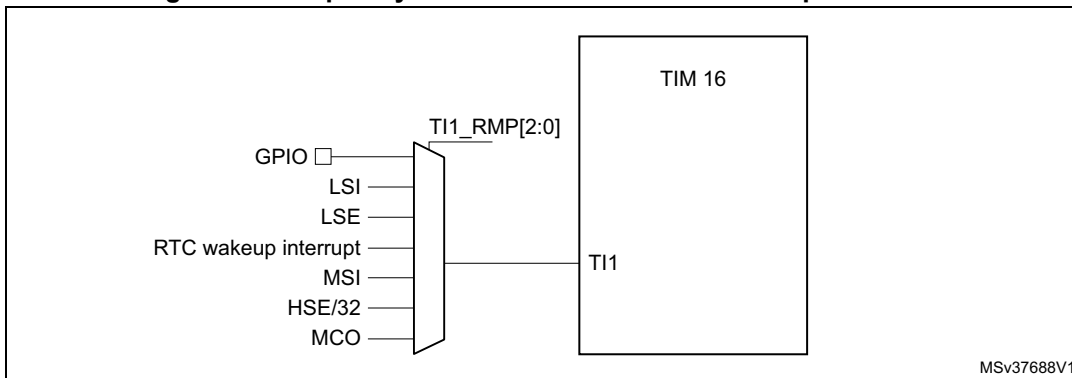 TIM 16
TI1_RMP[2:0]
GPIO
LSI
LSE
RTC wakeup interrupt
TI1
MSI
HSE/32
MCO
MSv37688V1